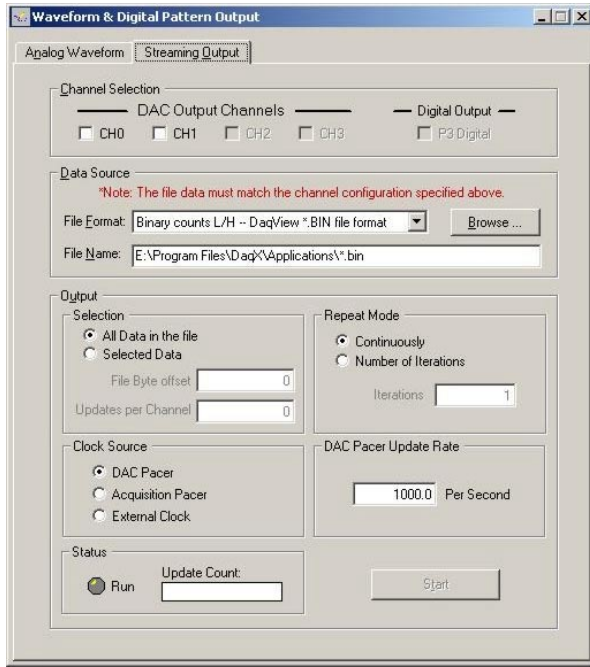 Waveform & Digital Pattern Output
Analog Waveform Streaming Output
Channel Selection
DAC Output Channels Digital Output
CH0 CH1 CH2 CH3 P3 Digital
Data Source
*Note: The file data must match the channel configuration specified above.
File Format: Binary counts L/H -- DaqView *.BIN file format Browse ...
File Name: E:\Program Files\DaqX\Applications\*.bin
Output
Selection
All Data in the file
Selected Data
File Byte offset 0
Updates per Channel 0
Repeat Mode
Continuously
Number of Iterations
Iterations 1
Clock Source
DAC Pacer
Acquisition Pacer
External Clock
DAC Pacer Update Rate
1000.0 Per Second
Status
Run Update Count:
Start